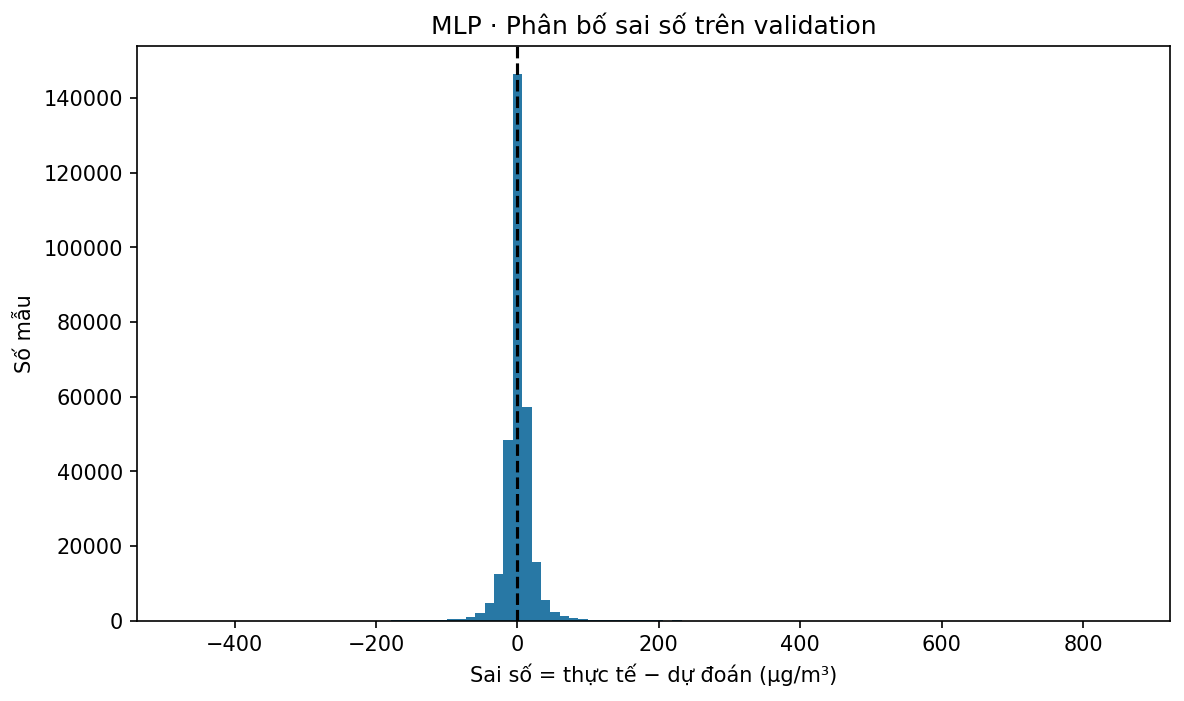 MLP · Phân bố sai số trên validation
Số mẫu
140000
120000
100000
80000
60000
40000
20000
0
−400 −200 0 200 400 600 800
Sai số = thực tế − dự đoán (µg/m³)